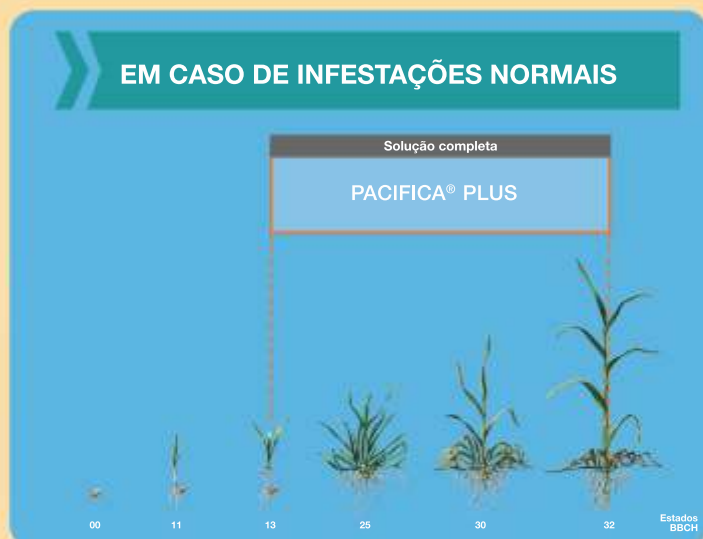 EM CASO DE INFESTAÇÕES NORMAIS
Solução completa
PACIFICA® PLUS
00 11 13 25 30 32 Estados
BBCH